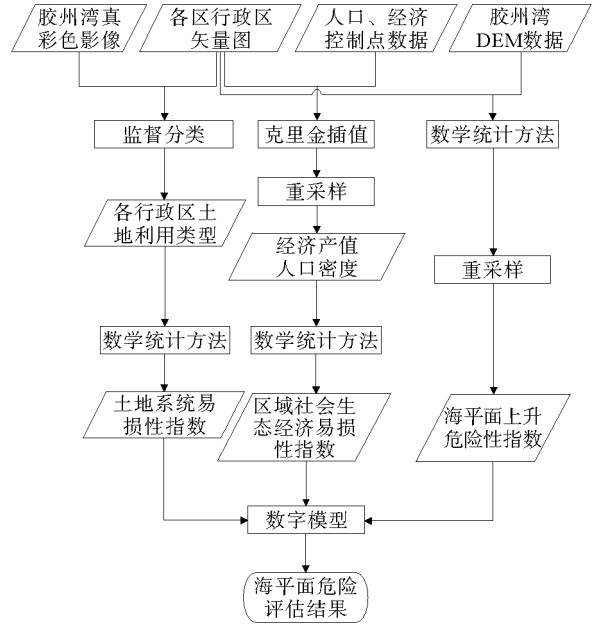 胶州湾真
彩色影像
各区行政区
矢量图
人口、经济
控制点数据
胶州湾
DEM数据
监督分类
克里金插值
数学统计方法
重采样
各行政区土
地利用类型
经济产值
人口密度
重采样
数学统计方法
数学统计方法
土地系统易
损性指数
区域社会生
态经济易损
性指数
海平面上升
危险性指数
数字模型
海平面危险
评估结果